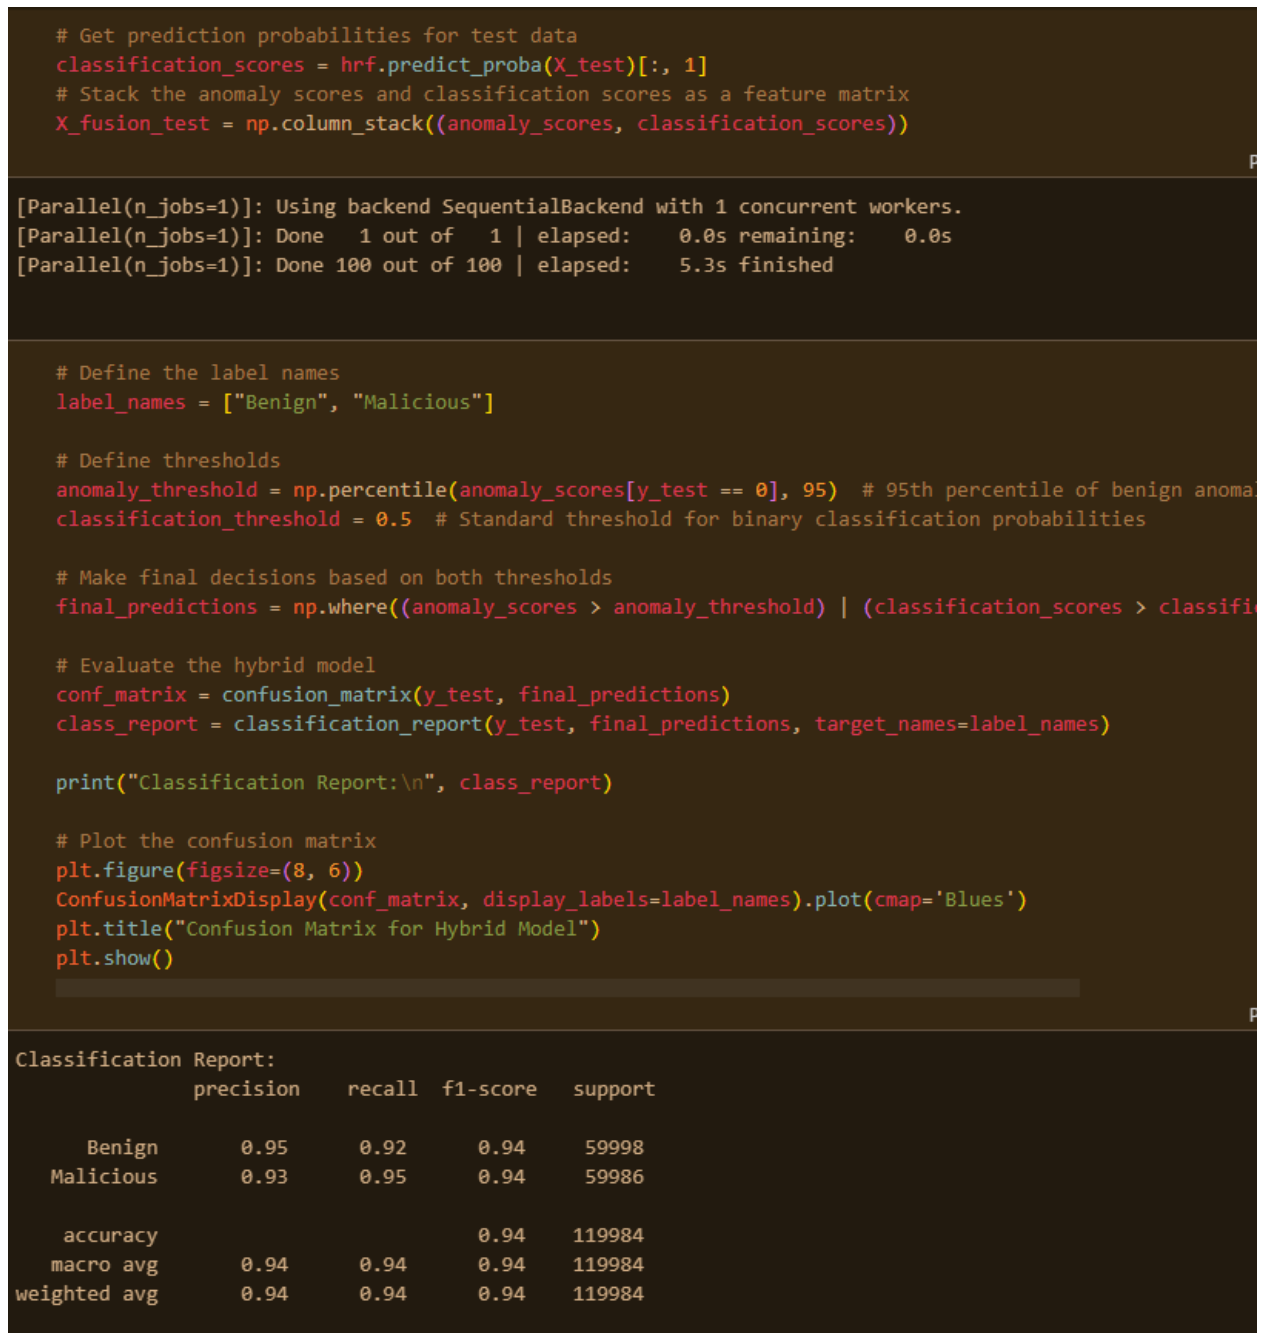 # Get prediction probabilities for test data
classification_scores = hrf.predict_proba(X_test)[:, 1]
# Stack the anomaly scores and classification scores as a feature matrix
X_fusion_test = np.column_stack((anomaly_scores, classification_scores))
[Parallel(n_jobs=1)]: Using backend SequentialBackend with 1 concurrent workers.
[Parallel(n_jobs=1)]: Done   1 out of   1 | elapsed:    0.0s remaining:    0.0s
[Parallel(n_jobs=1)]: Done 100 out of 100 | elapsed:    5.3s finished
# Define the label names
label_names = ["Benign", "Malicious"]
# Define thresholds
anomaly_threshold = np.percentile(anomaly_scores[y_test == 0], 95)  # 95th percentile of benign
classification_threshold = 0.5  # Standard threshold for binary classification probabilities
# Make final decisions based on both thresholds
final_predictions = np.where((anomaly_scores > anomaly_threshold) | (classification_scores >
# Evaluate the hybrid model
conf_matrix = confusion_matrix(y_test, final_predictions)
class_report = classification_report(y_test, final_predictions, target_names=label_names)
print("Classification Report:\n", class_report)
# Plot the confusion matrix
plt.figure(figsize=(8, 6))
ConfusionMatrixDisplay(conf_matrix, display_labels=label_names).plot(cmap='Blues')
plt.title("Confusion Matrix for Hybrid Model")
plt.show()
Classification Report:
               precision    recall  f1-score   support
      Benign       0.95      0.92      0.94     59998
   Malicious       0.93      0.95      0.94     59986
    accuracy                           0.94    119984
   macro avg       0.94      0.94      0.94    119984
weighted avg       0.94      0.94      0.94    119984